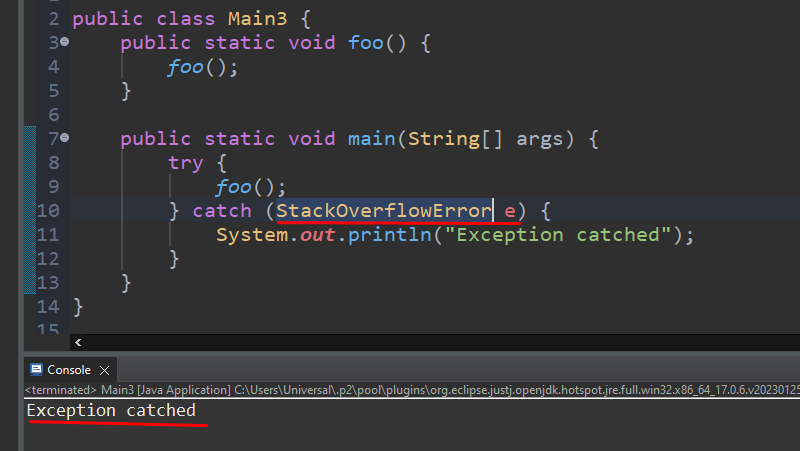 2 public class Main3 {
3 public static void foo() {
4 foo();
5 }
6
7 public static void main(String[] args) {
8 try {
9 foo();
10 } catch (StackOverflowError e) {
11 System.out.println("Exception catched");
12 }
13 }
14 }
15
Console
<terminated> Main3 [Java Application] C:\Users\Universal\.p2\pool\plugins\org.eclipse.justj.openjdk.hotspot.jre.full.win32.x86_64_17.0.6.v20230125
Exception catched